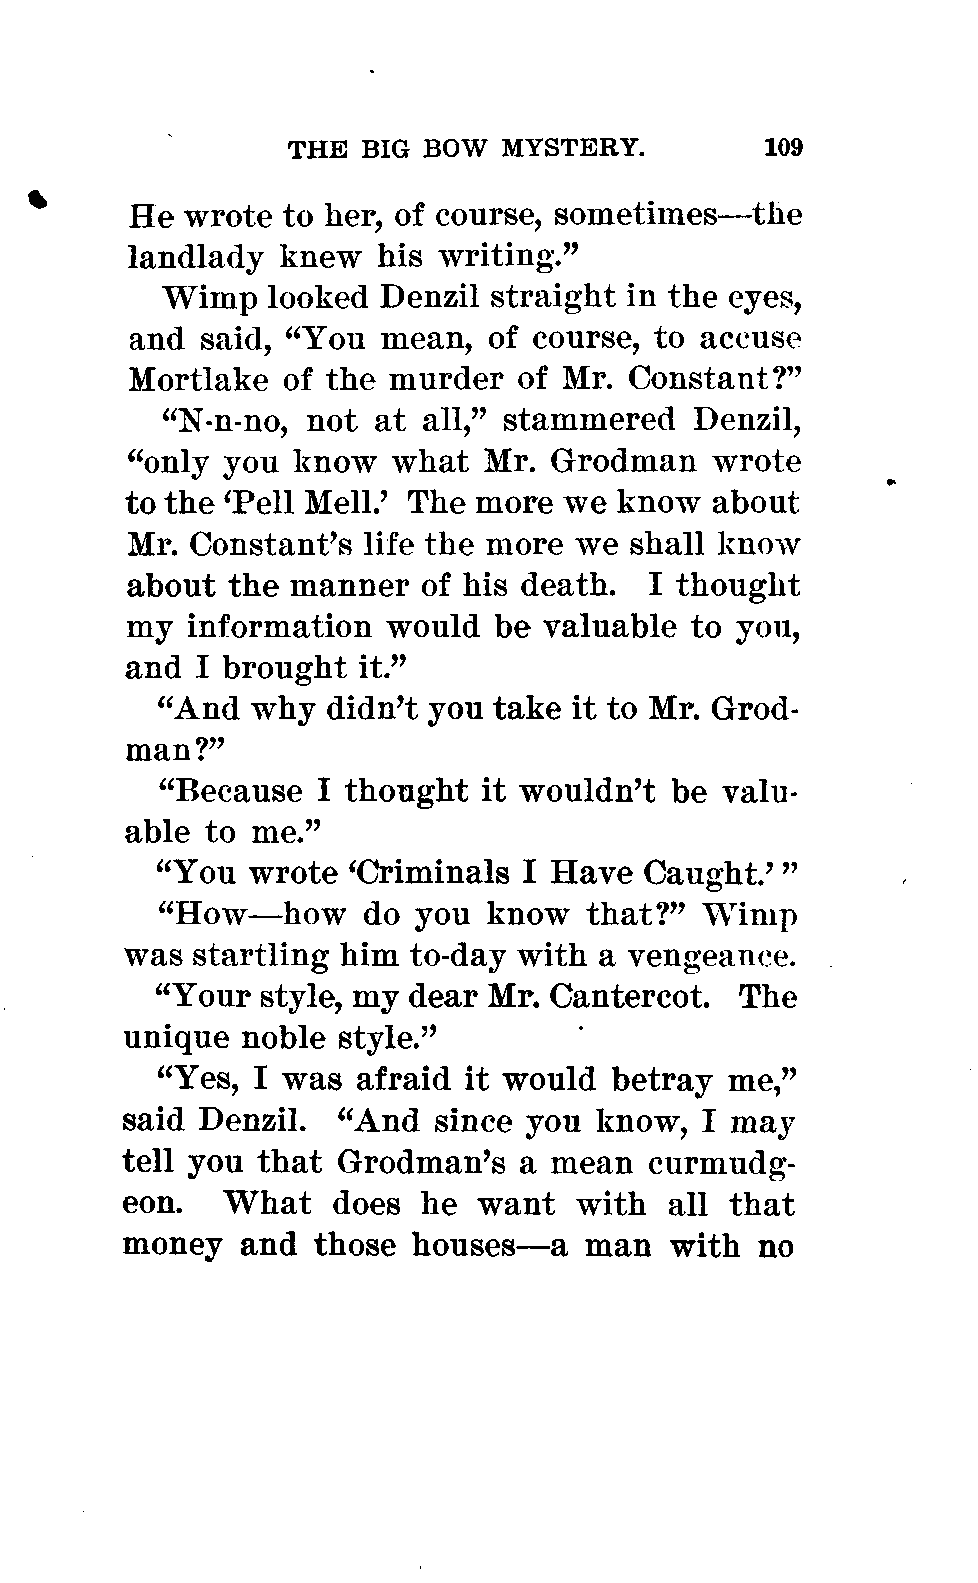 THE BIG BOW MYSTERY. 109
He wrote to her, of course, sometimes—the
landlady knew his writing.”
Wimp looked Denzil straight in the eyes,
and said, “You mean, of course, to accuse
Mortlake of the murder of Mr. Constant?”
“N-n-no, not at all,” stammered Denzil,
“only you know what Mr. Grodman wrote
to the ‘Pell Mell.’ The more we know about
Mr. Constant’s life the more we shall know
about the manner of his death. I thought
my information would be valuable to you,
and I brought it.”
“And why didn’t you take it to Mr. Grod-
man?”
“Because I thought it wouldn’t be valu-
able to me.”
“You wrote ‘Criminals I Have Caught.’ ”
“How—how do you know that?” Wimp
was startling him to-day with a vengeance.
“Your style, my dear Mr. Cantercot. The
unique noble style.”
“Yes, I was afraid it would betray me,”
said Denzil. “And since you know, I may
tell you that Grodman’s a mean curmudg-
eon. What does he want with all that
money and those houses—a man with no